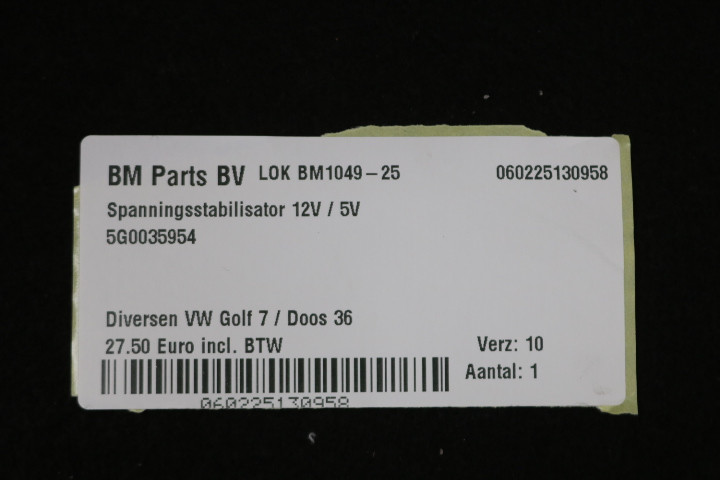 BM Parts BV LOK BM1049-25 060225130958
Spanningsstabilisator 12V / 5V
5G0035954
Diversen VW Golf 7 / Doos 36
27.50 Euro incl. BTW Verz: 10
Aantal: 1
060225130958